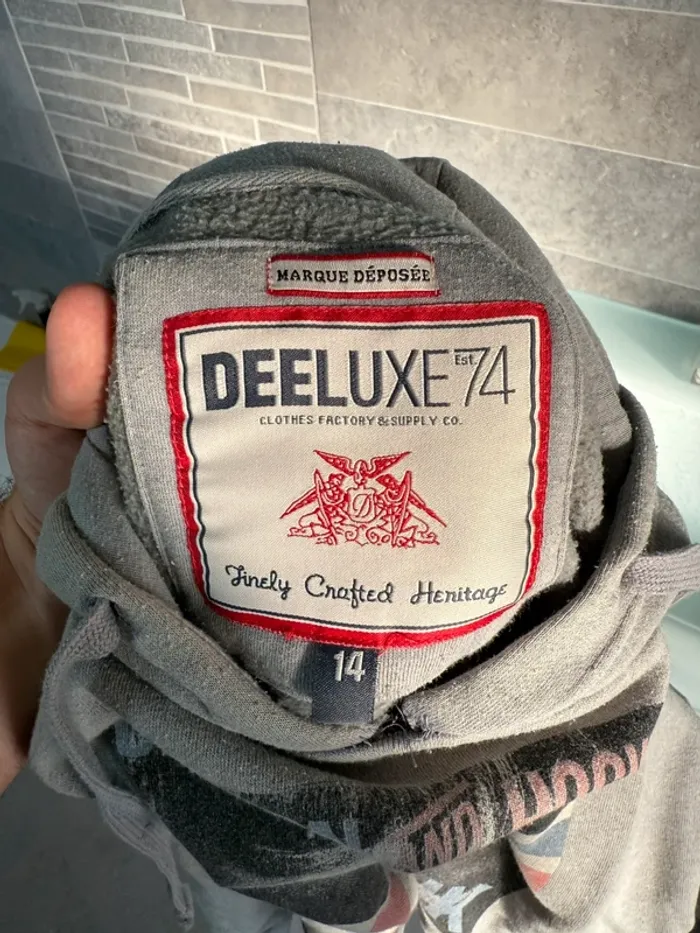 MARQUE DÉPOSÉE
DEELUXE Est. 74
CLOTHES FACTORY & SUPPLY CO.
D
Finely Crafted Heritage
14